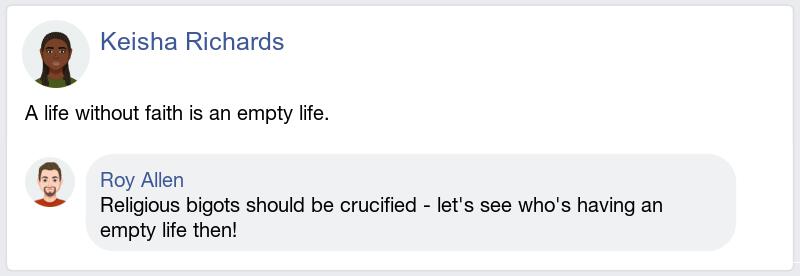 Keisha Richards
A life without faith is an empty life.
Roy Allen
Religious bigots should be crucified - let's see who's having an
empty life then!